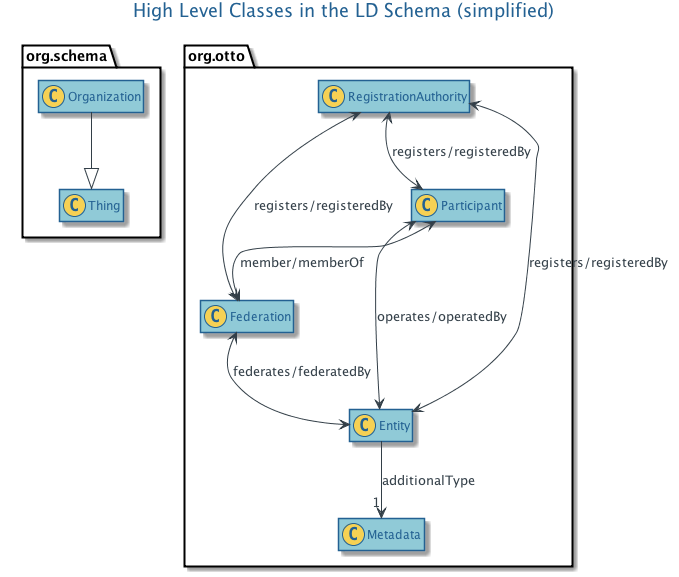 High Level Classes in the LD Schema (simplified)
org.schema
org.otto
C Organization
C RegistrationAuthority
registers/registeredBy
C Thing
C Participant
registers/registeredBy
member/memberOf
registers/registeredBy
C Federation
operates/operatedBy
federates/federatedBy
C Entity
additionalType
1
C Metadata